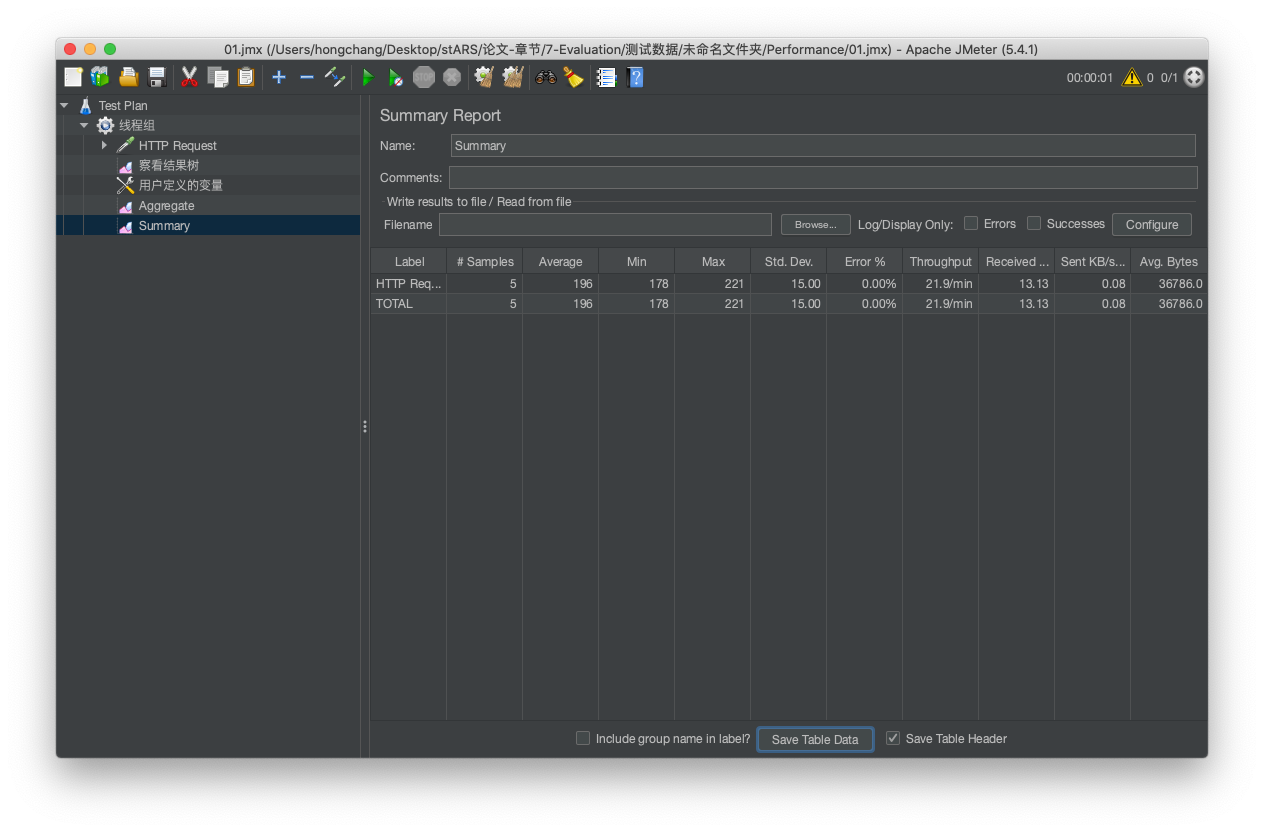 01.jmx (/Users/hongchang/Desktop/stARS/论文-章节/7-Evaluation/测试数据/未命名文件夹/Performance/01.jmx) - Apache JMeter (5.4.1)
STOP
00:00:01 0 0/1
Test Plan
线程组
HTTP Request
察看结果树
用户定义的变量
Aggregate
Summary
Summary Report
Name: Summary
Comments:
Write results to file / Read from file
Filename Browse... Log/Display Only: Errors Successes Configure
Label # Samples Average Min Max Std. Dev. Error % Throughput Received ... Sent KB/s... Avg. Bytes
HTTP Req... 5 196 178 221 15.00 0.00% 21.9/min 13.13 0.08 36786.0
TOTAL 5 196 178 221 15.00 0.00% 21.9/min 13.13 0.08 36786.0
Include group name in label? Save Table Data Save Table Header